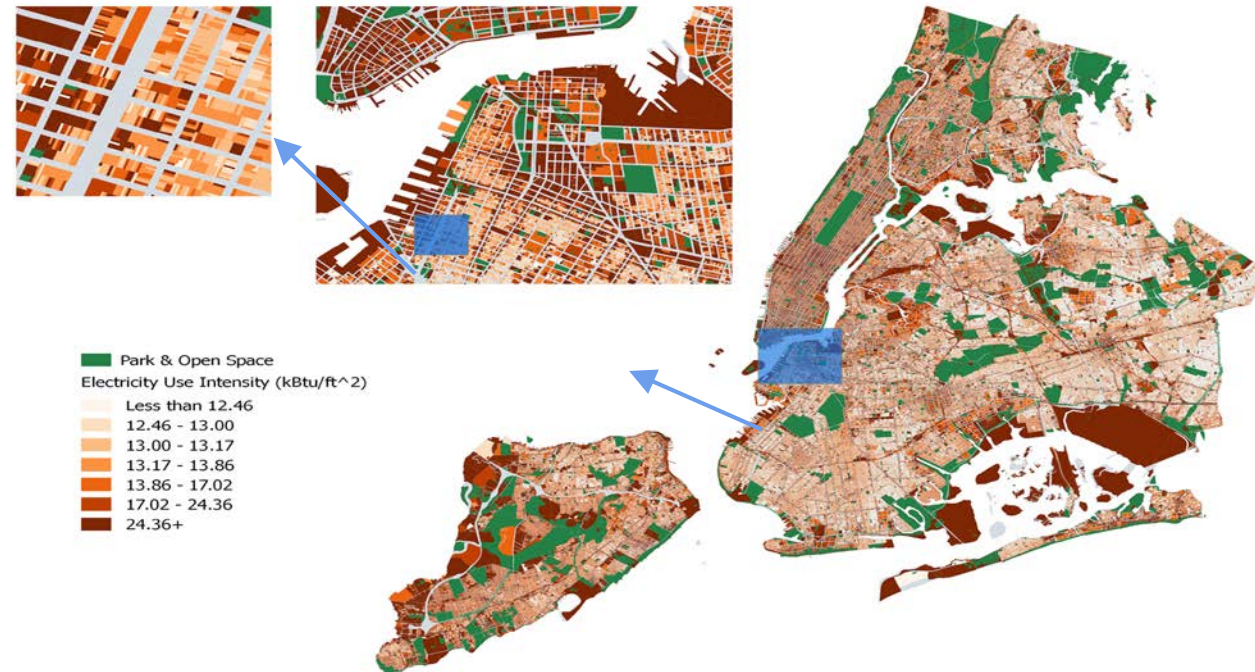 Park & Open Space
Electricity Use Intensity (kBtu/ft^2)
Less than 12.46
12.46 - 13.00
13.00 - 13.17
13.17 - 13.86
13.86 - 17.02
17.02 - 24.36
24.36+